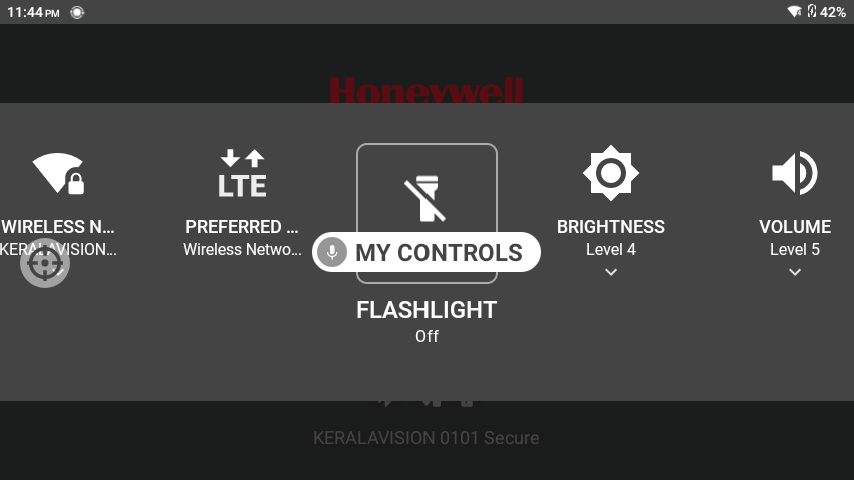 11:44 PM
42%
Honeywell
LTE
WIRELESS N...
PREFERRED ...
BRIGHTNESS
VOLUME
KERALAVISION...
Wireless Netwo...
MY CONTROLS
Level 4
Level 5
FLASHLIGHT
Off
KERALAVISION 0101 Secure